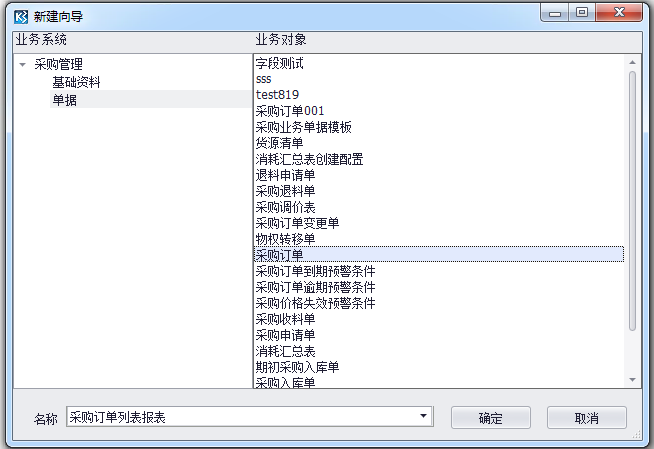 新建向导
业务系统
业务对象
采购管理
基础资料
单据
字段测试
sss
test819
采购订单001
采购业务单据模板
货源清单
消耗汇总表创建配置
退料申请单
采购退料单
采购调价表
采购订单变更单
物权转移单
采购订单
采购订单到期预警条件
采购订单逾期预警条件
采购价格失效预警条件
采购收料单
采购申请单
消耗汇总表
期初采购入库单
采购入库单
名称
采购订单列表报表
确定
取消